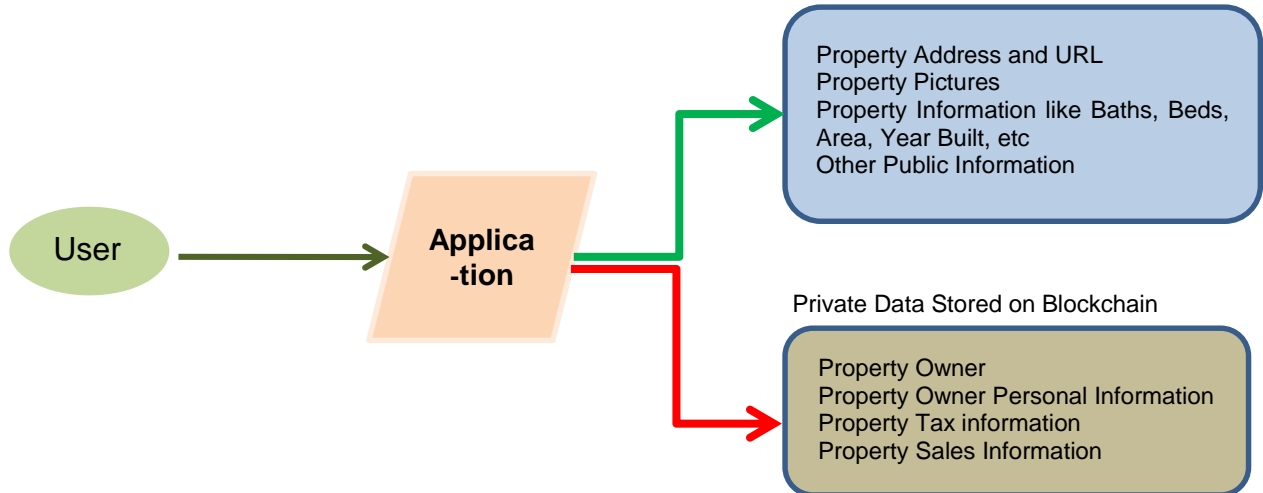 User
Applica
-tion
Property Address and URL
Property Pictures
Property Information like Baths, Beds,
Area, Year Built, etc
Other Public Information
Private Data Stored on Blockchain
Property Owner
Property Owner Personal Information
Property Tax information
Property Sales Information